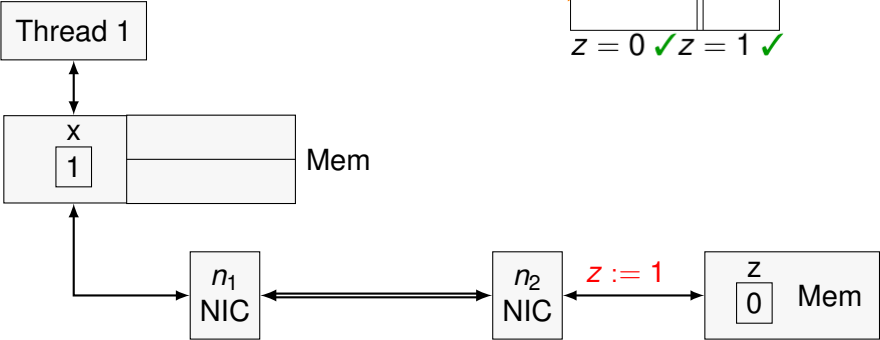 Thread 1
z = 0 ✓ z = 1 ✓
x
1
Mem
n₁
NIC
n₂
NIC
z := 1
z
0
Mem